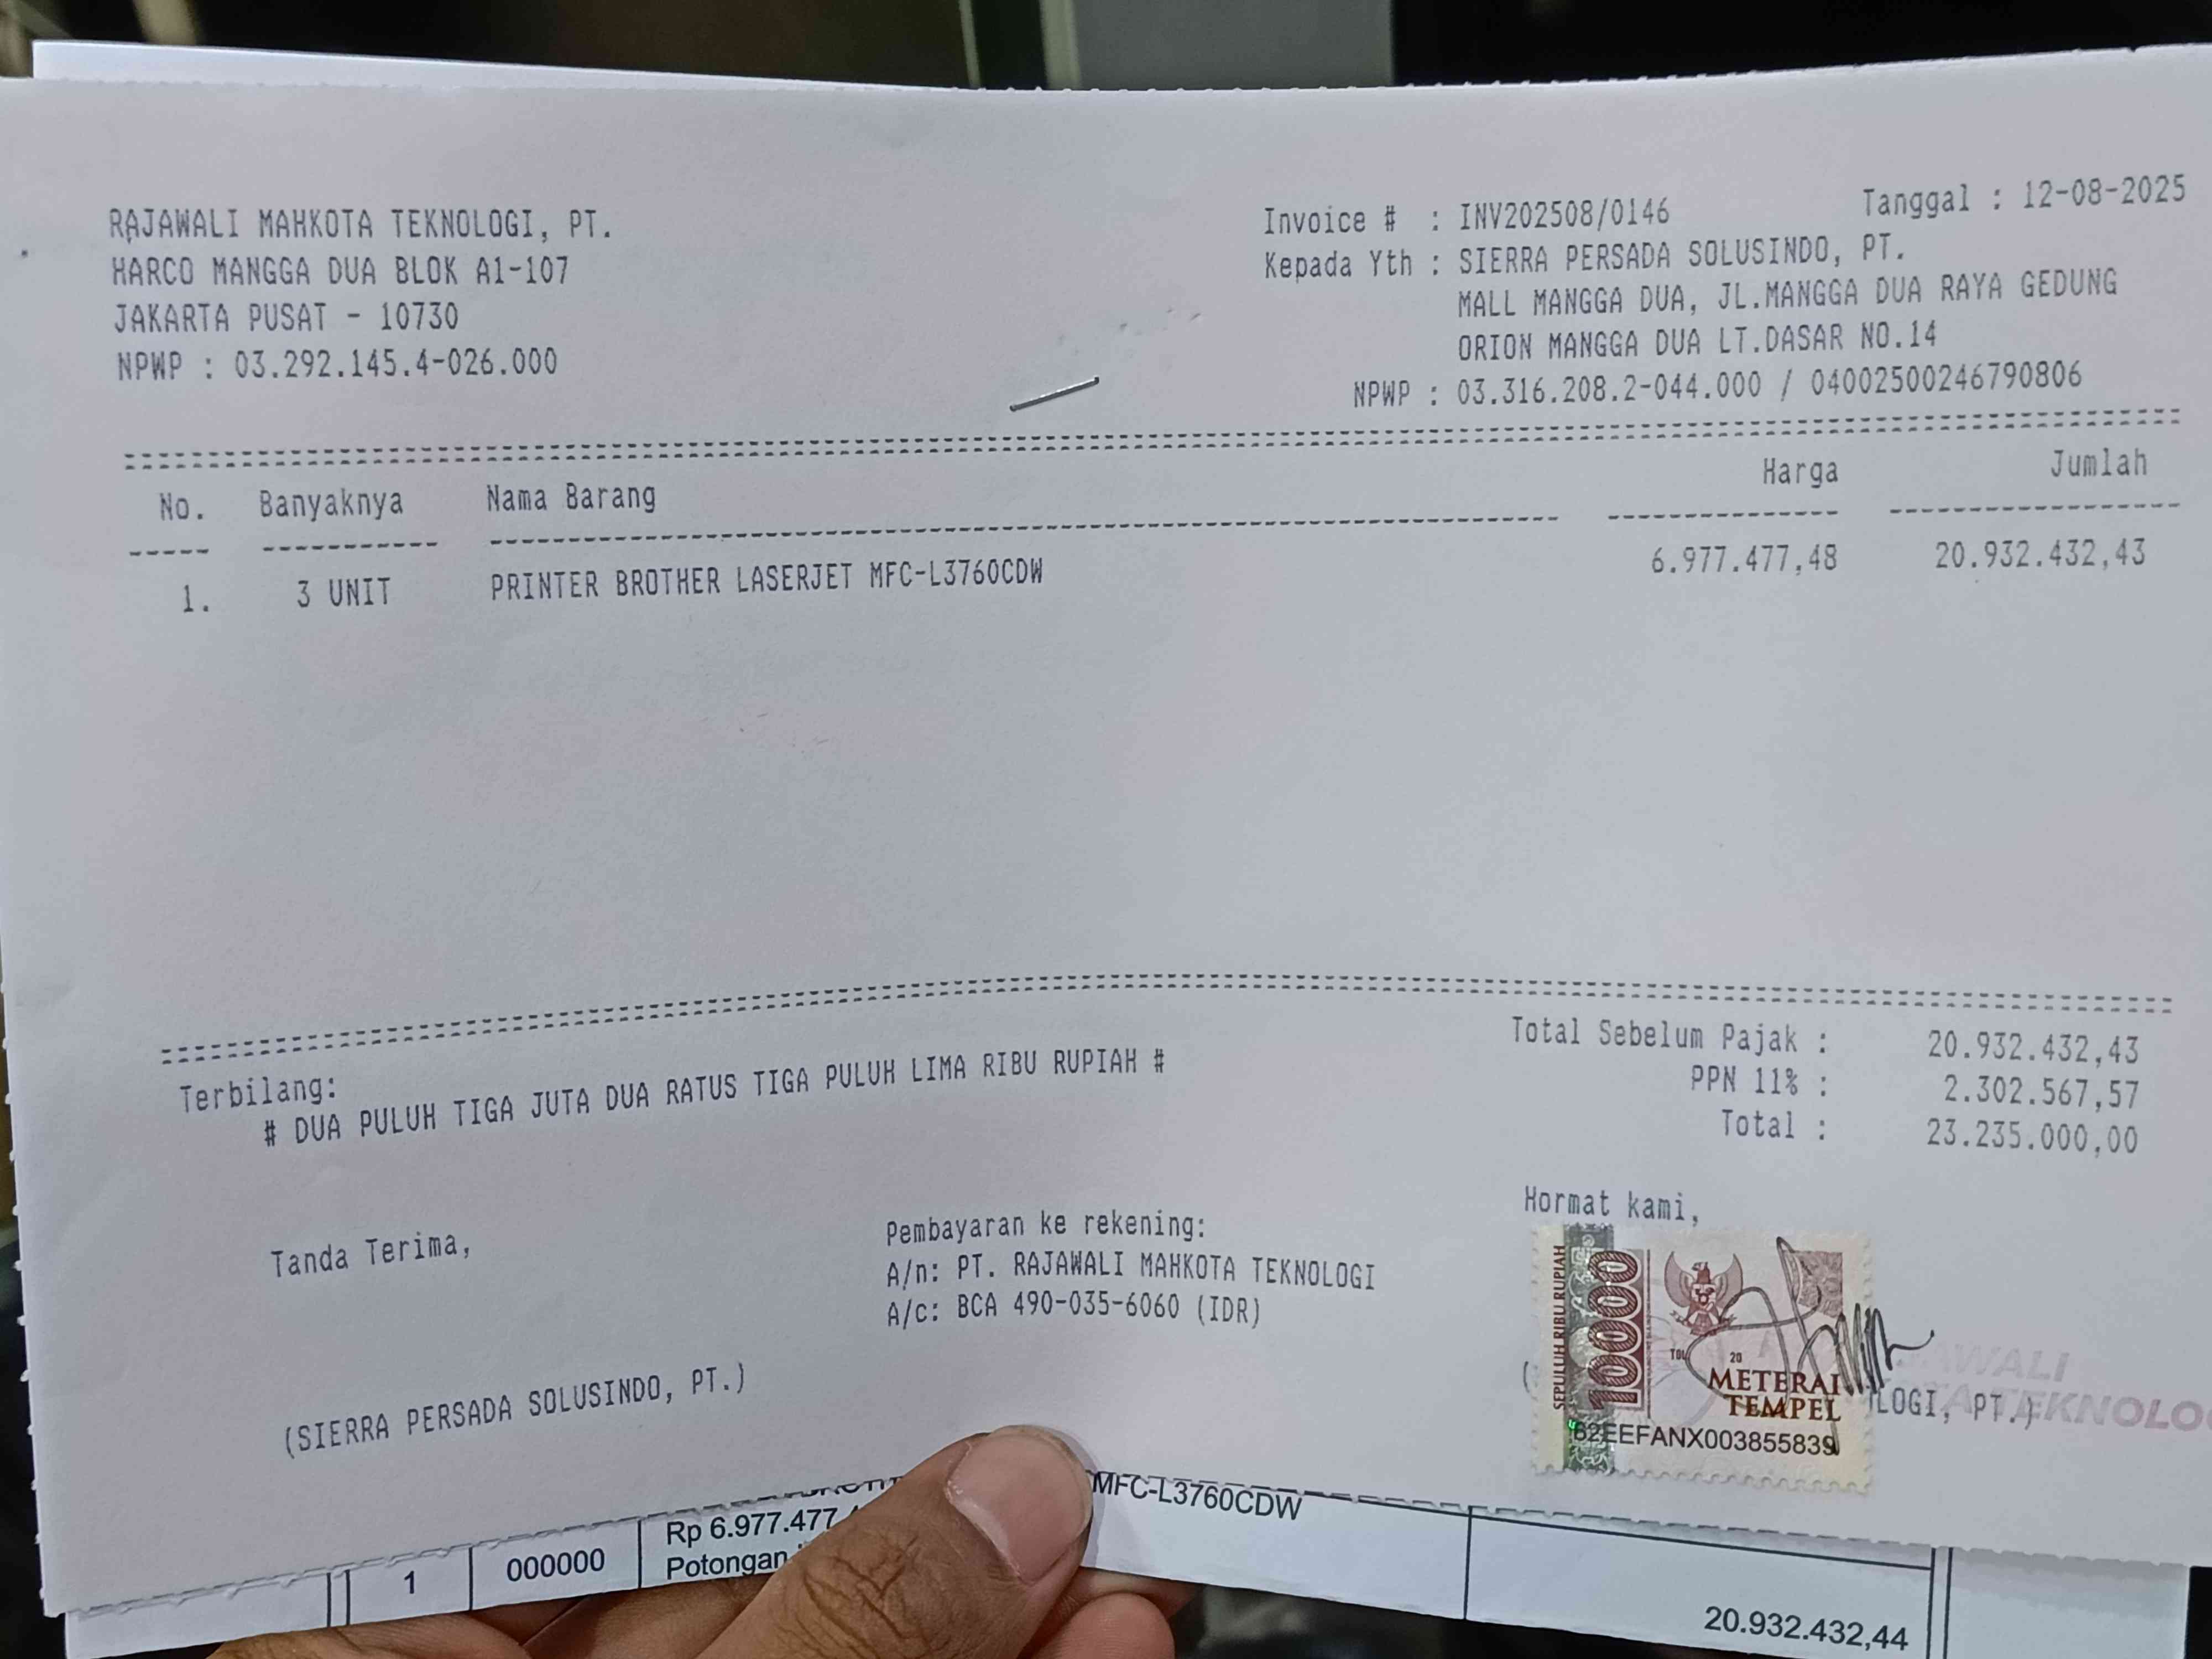 RAJAWALI MAHKOTA TEKNOLOGI, PT.
HARCO MANGGA DUA BLOK A1-107
JAKARTA PUSAT - 10730
NPWP : 03.292.145.4-026.000
Invoice # : INV202508/0146 Tanggal : 12-08-2025
Kepada Yth : SIERRA PERSADA SOLUSINDO, PT.
MALL MANGGA DUA, JL.MANGGA DUA RAYA GEDUNG
ORION MANGGA DUA LT.DASAR NO.14
NPWP : 03.316.208.2-044.000 / 04002500246790806
No. Banyaknya Nama Barang Harga Jumlah
1. 3 UNIT PRINTER BROTHER LASERJET MFC-L3760CDW 6.977.477,48 20.932.432,43
Terbilang:
# DUA PULUH TIGA JUTA DUA RATUS TIGA PULUH LIMA RIBU RUPIAH #
Total Sebelum Pajak : 20.932.432,43
PPN 11% : 2.302.567,57
Total : 23.235.000,00
Tanda Terima,
(SIERRA PERSADA SOLUSINDO, PT.)
Pembayaran ke rekening:
A/n: PT. RAJAWALI MAHKOTA TEKNOLOGI
A/c: BCA 490-035-6060 (IDR)
Hormat kami,
SEPULUH RIBU RUPIAH
10000
TGL 20
METERAI
TEMPEL
62EEFANX003855839
LOGI, PT.)
AWALI
TEKNOLO
MFC-L3760CDW
1 000000 Rp 6.977.477
Potongan
20.932.432,44